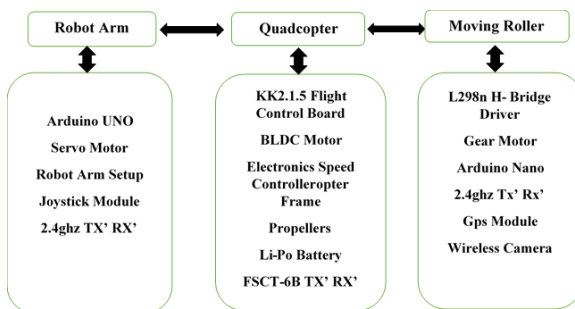 Robot Arm
Quadcopter
Moving Roller
Arduino UNO
Servo Motor
Robot Arm Setup
Joystick Module
2.4ghz TX’ RX’
KK2.1.5 Flight
Control Board
BLDC Motor
Electronics Speed
Controlleropter
Frame
Propellers
Li-Po Battery
FSCT-6B TX’ RX’
L298n H- Bridge
Driver
Gear Motor
Arduino Nano
2.4ghz Tx’ Rx’
Gps Module
Wireless Camera